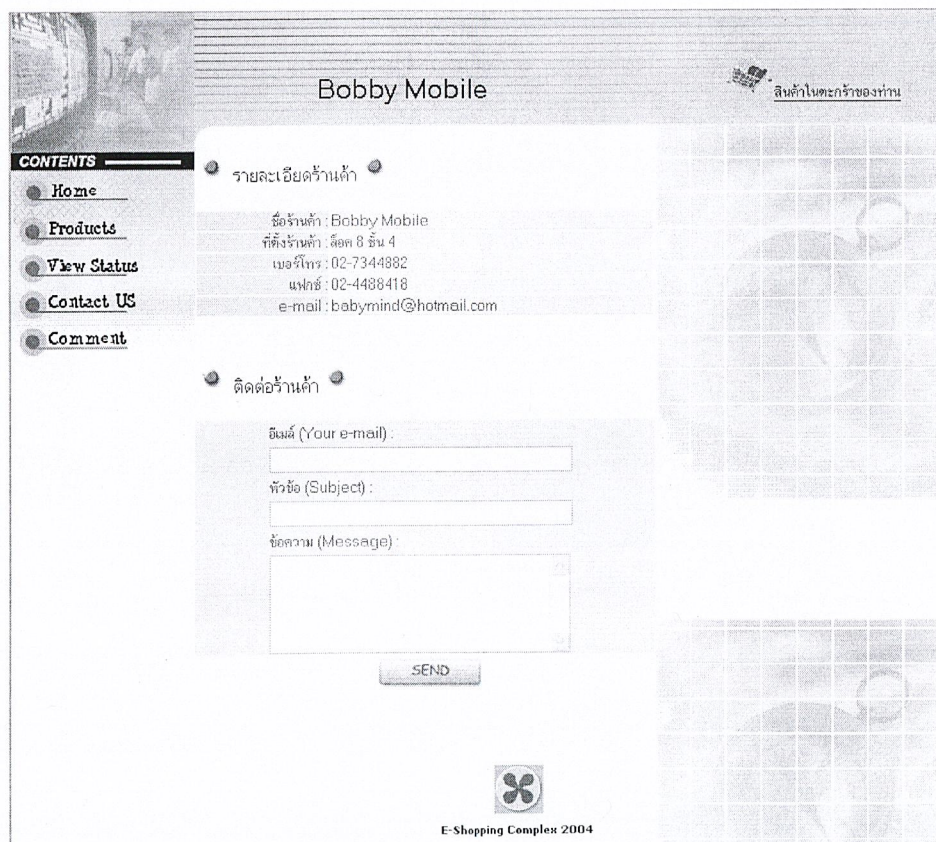 Bobby Mobile
สินค้าในตะกร้าของท่าน
CONTENTS
Home
Products
View Status
Contact US
Comment
รายละเอียดร้านค้า
ชื่อร้านค้า : Bobby Mobile
ที่ตั้งร้านค้า : ล็อค 8 ชั้น 4
เบอร์โทร : 02-7344882
แฟกซ์ : 02-4488418
e-mail : babymind@hotmail.com
ติดต่อร้านค้า
อีเมล์ (Your e-mail) :
หัวข้อ (Subject) :
ข้อความ (Message) :
SEND
E-Shopping Complex 2004